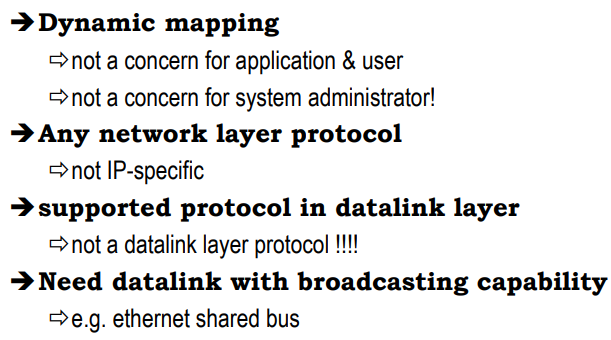 ➔Dynamic mapping
⇨not a concern for application & user
⇨not a concern for system administrator!
➔Any network layer protocol
⇨not IP-specific
➔supported protocol in datalink layer
⇨not a datalink layer protocol !!!!
➔Need datalink with broadcasting capability
⇨e.g. ethernet shared bus